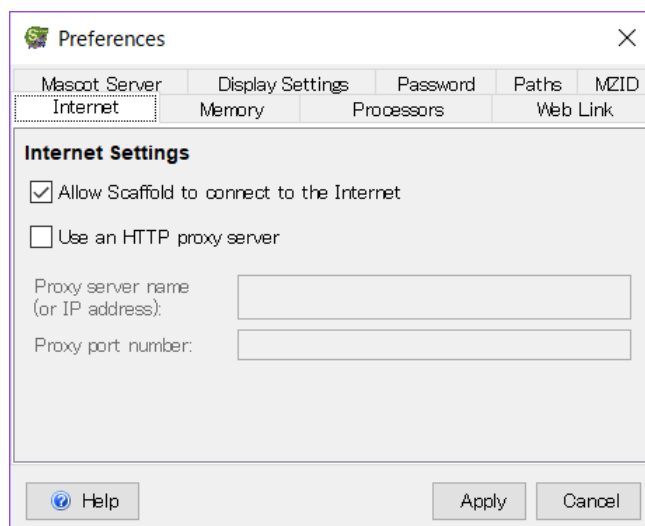 Preferences
Mascot Server Display Settings Password Paths MZID
Internet Memory Processors Web Link
Internet Settings
Allow Scaffold to connect to the Internet
Use an HTTP proxy server
Proxy server name
(or IP address):
Proxy port number:
Help Apply Cancel